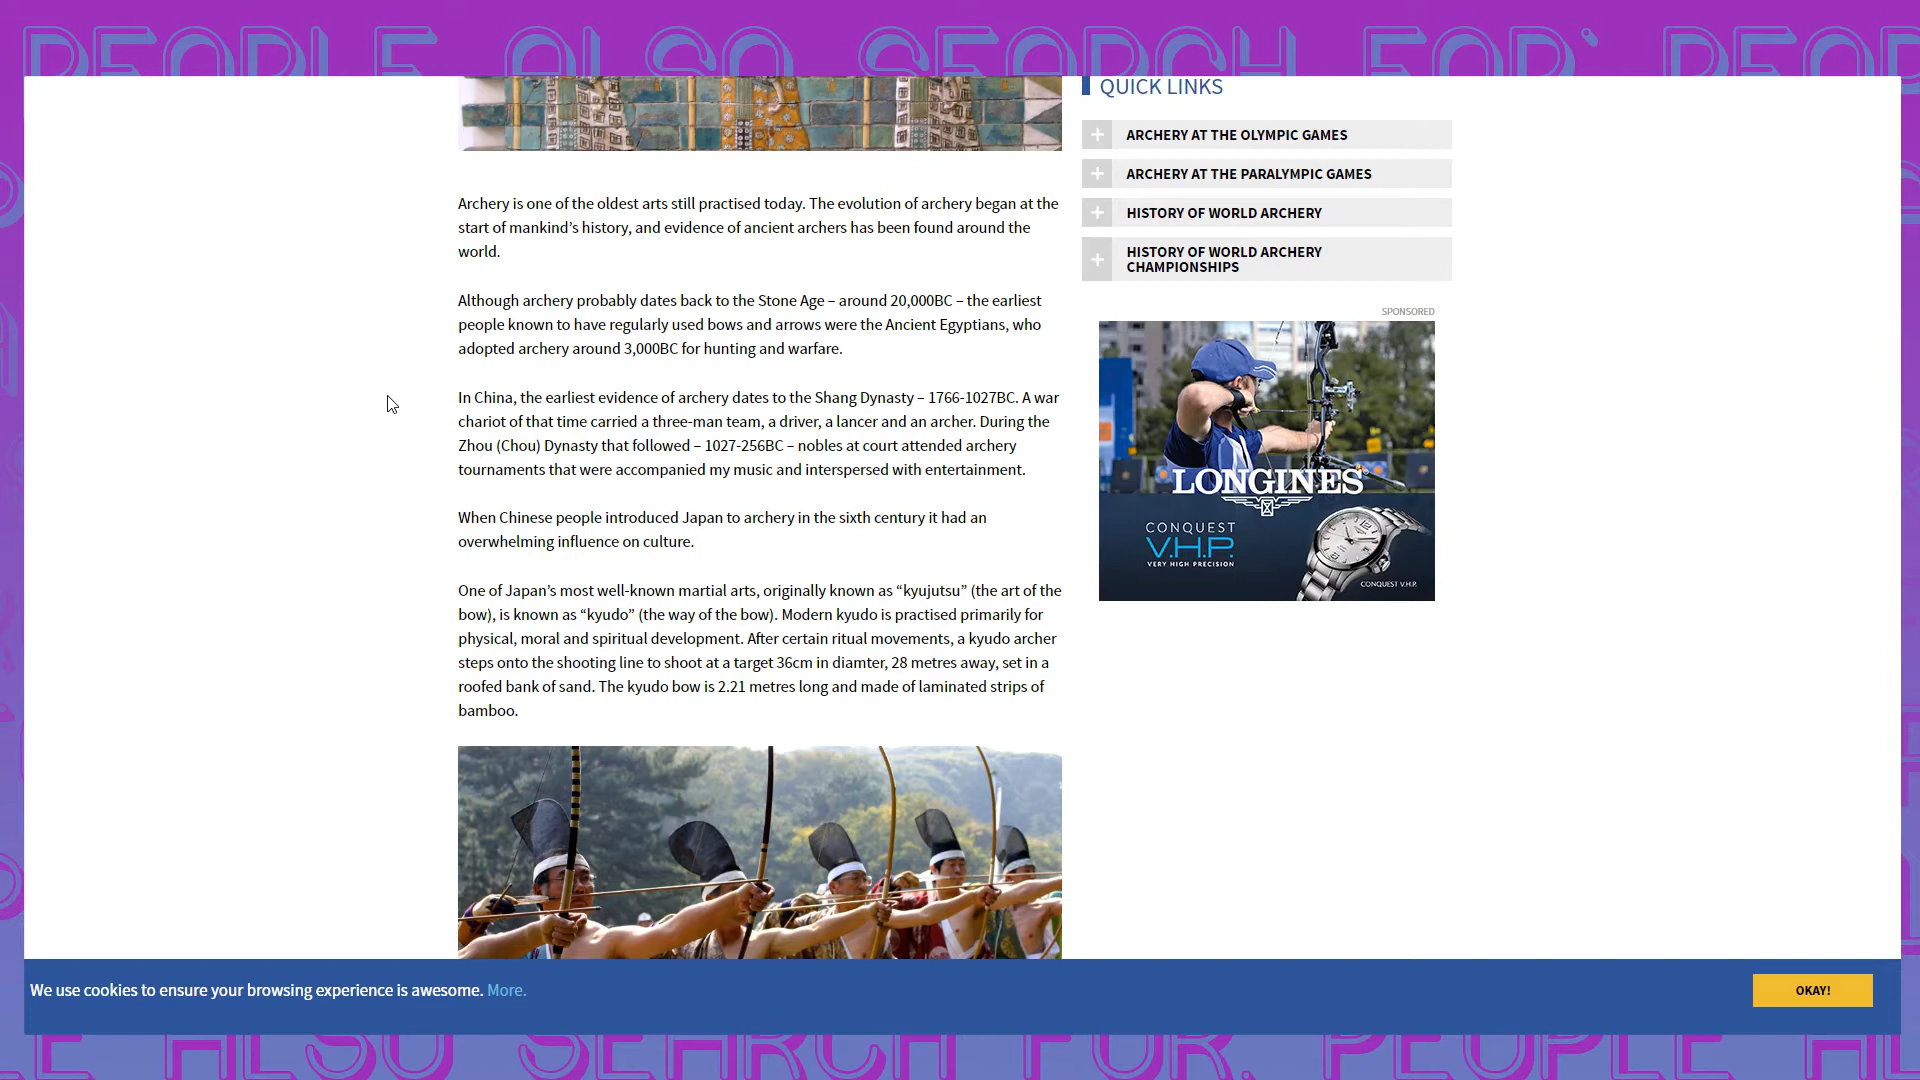 PEOPLE ALSO SEARCH FOR:
QUICK LINKS
ARCHERY AT THE OLYMPIC GAMES
ARCHERY AT THE PARALYMPIC GAMES
HISTORY OF WORLD ARCHERY
HISTORY OF WORLD ARCHERY
CHAMPIONSHIPS
Archery is one of the oldest arts still practised today. The evolution of archery began at the
start of mankind’s history, and evidence of ancient archers has been found around the
world.
Although archery probably dates back to the Stone Age – around 20,000BC – the earliest
people known to have regularly used bows and arrows were the Ancient Egyptians, who
adopted archery around 3,000BC for hunting and warfare.
In China, the earliest evidence of archery dates to the Shang Dynasty – 1766-1027BC. A war
chariot of that time carried a three-man team, a driver, a lancer and an archer. During the
Zhou (Chou) Dynasty that followed – 1027-256BC – nobles at court attended archery
tournaments that were accompanied my music and interspersed with entertainment.
When Chinese people introduced Japan to archery in the sixth century it had an
overwhelming influence on culture.
One of Japan’s most well-known martial arts, originally known as “kyujutsu” (the art of the
bow), is known as “kyudo” (the way of the bow). Modern kyudo is practised primarily for
physical, moral and spiritual development. After certain ritual movements, a kyudo archer
steps onto the shooting line to shoot at a target 36cm in diamter, 28 metres away, set in a
roofed bank of sand. The kyudo bow is 2.21 metres long and made of laminated strips of
bamboo.
SPONSORED
LONGINES
CONQUEST
V.H.P.
VERY HIGH PRECISION
CONQUEST V.H.P.
We use cookies to ensure your browsing experience is awesome. More.
OKAY!
ALSO SEARCH FOR: PEOPLE